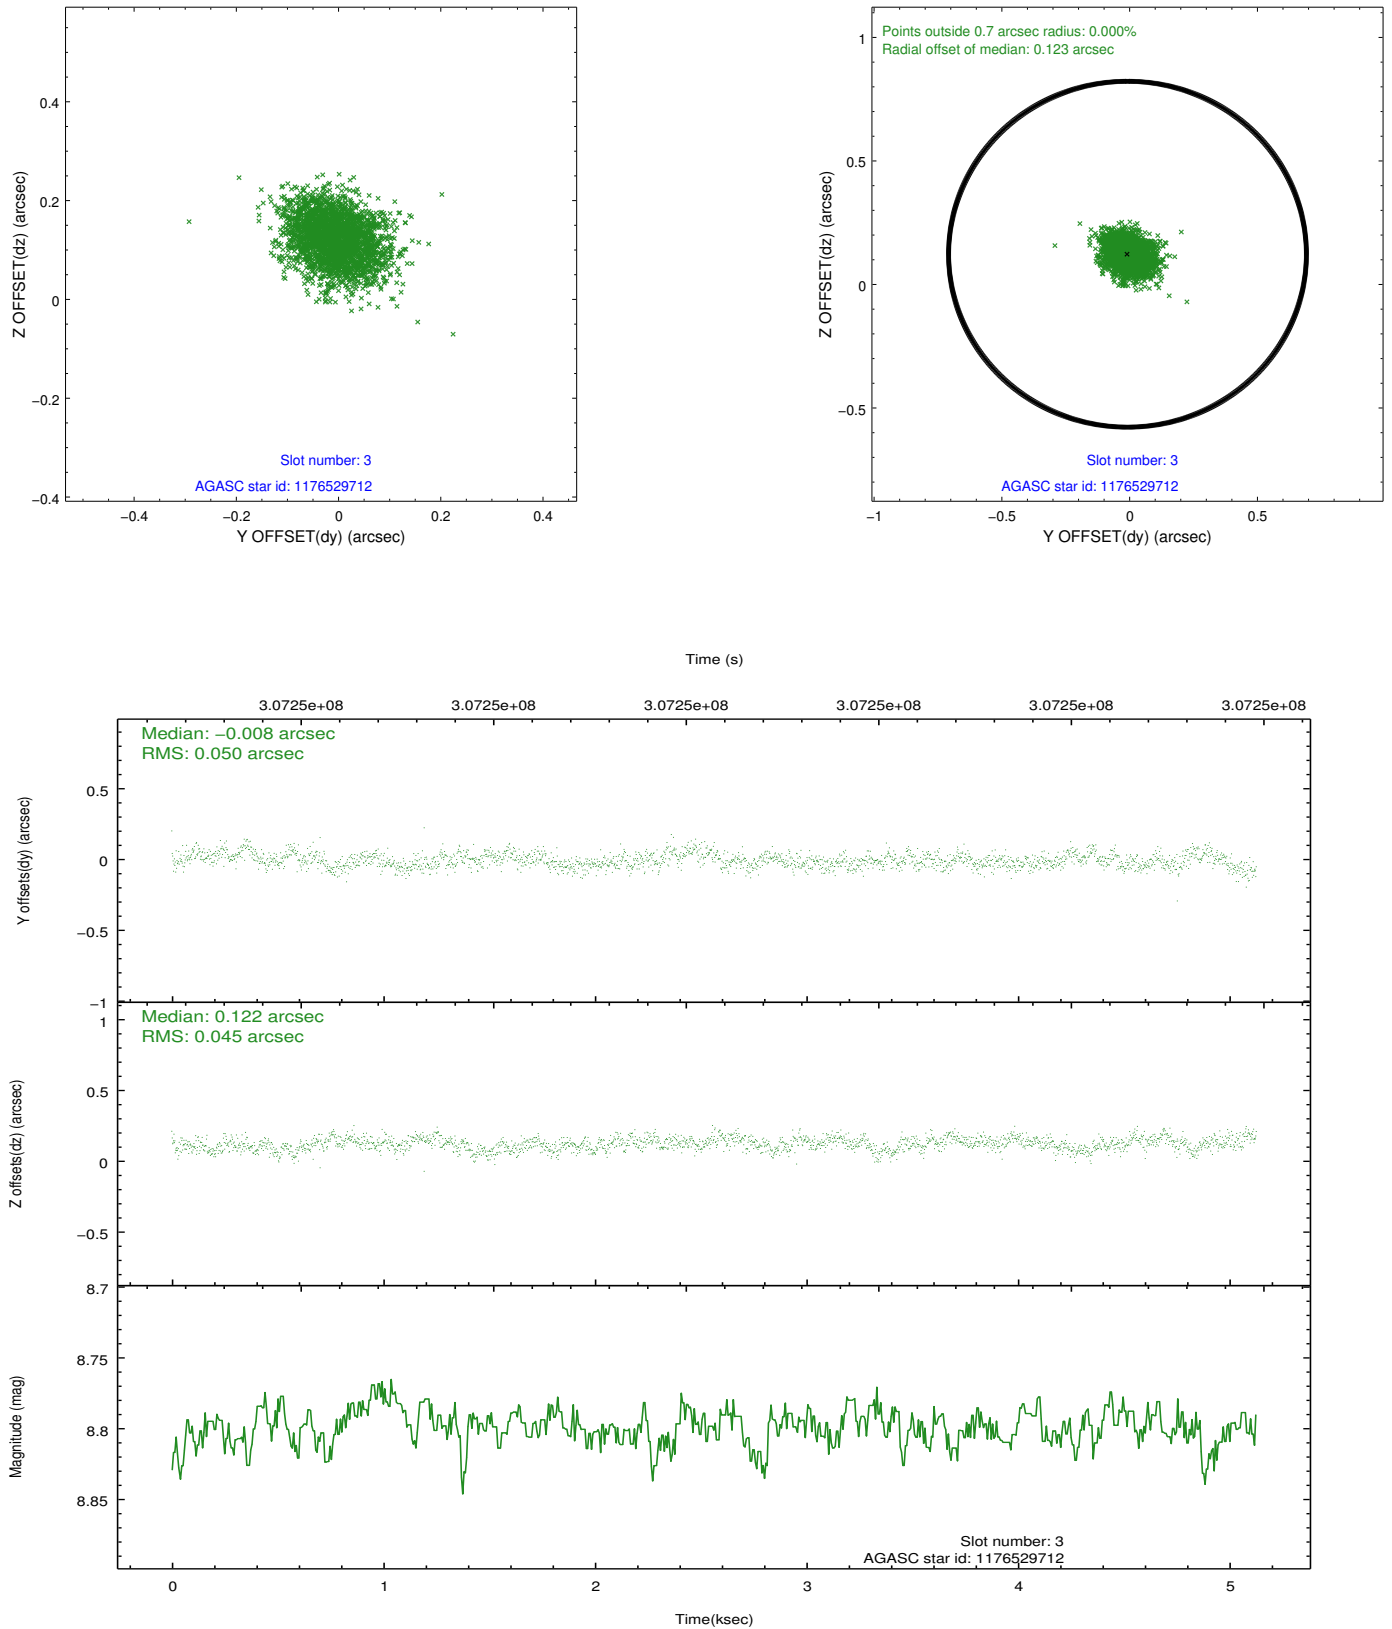 0.4
0.2
0
−0.2
−0.4
Z OFFSET(dz) (arcsec)
Slot number: 3
AGASC star id: 1176529712
−0.4 −0.2 0 0.2 0.4
Y OFFSET(dy) (arcsec)
Points outside 0.7 arcsec radius: 0.000%
Radial offset of median: 0.123 arcsec
1
0.5
0
−0.5
Z OFFSET(dz) (arcsec)
Slot number: 3
AGASC star id: 1176529712
−1 −0.5 0 0.5
Y OFFSET(dy) (arcsec)
Time (s)
3.0725e+08 3.0725e+08 3.0725e+08 3.0725e+08 3.0725e+08 3.0725e+08
Median: −0.008 arcsec
RMS: 0.050 arcsec
0.5
0
−0.5
−1
Y offsets(dy) (arcsec)
Median: 0.122 arcsec
RMS: 0.045 arcsec
1
0.5
0
−0.5
Z offsets(dz) (arcsec)
8.7
8.75
8.8
8.85
Magnitude (mag)
Slot number: 3
AGASC star id: 1176529712
0 1 2 3 4 5
Time(ksec)